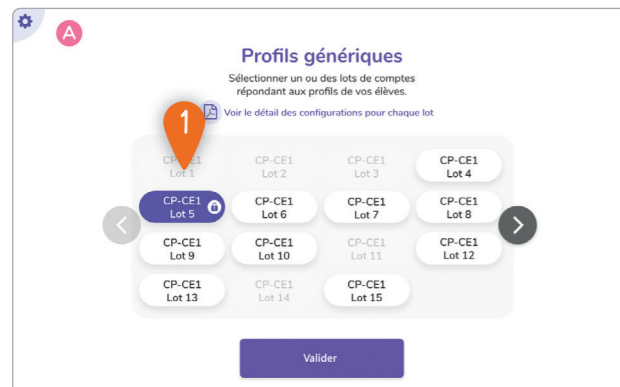 A
Profils génériques
Sélectionner un ou des lots de comptes
répondant aux profils de vos élèves.
Voir le détail des configurations pour chaque lot
1
CP-CE1
Lot 1
CP-CE1
Lot 2
CP-CE1
Lot 3
CP-CE1
Lot 4
CP-CE1
Lot 5
CP-CE1
Lot 6
CP-CE1
Lot 7
CP-CE1
Lot 8
CP-CE1
Lot 9
CP-CE1
Lot 10
CP-CE1
Lot 11
CP-CE1
Lot 12
CP-CE1
Lot 13
CP-CE1
Lot 14
CP-CE1
Lot 15
Valider